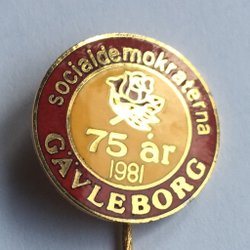 socialdemokraterna
75 år
1981
GÄVLEBORG